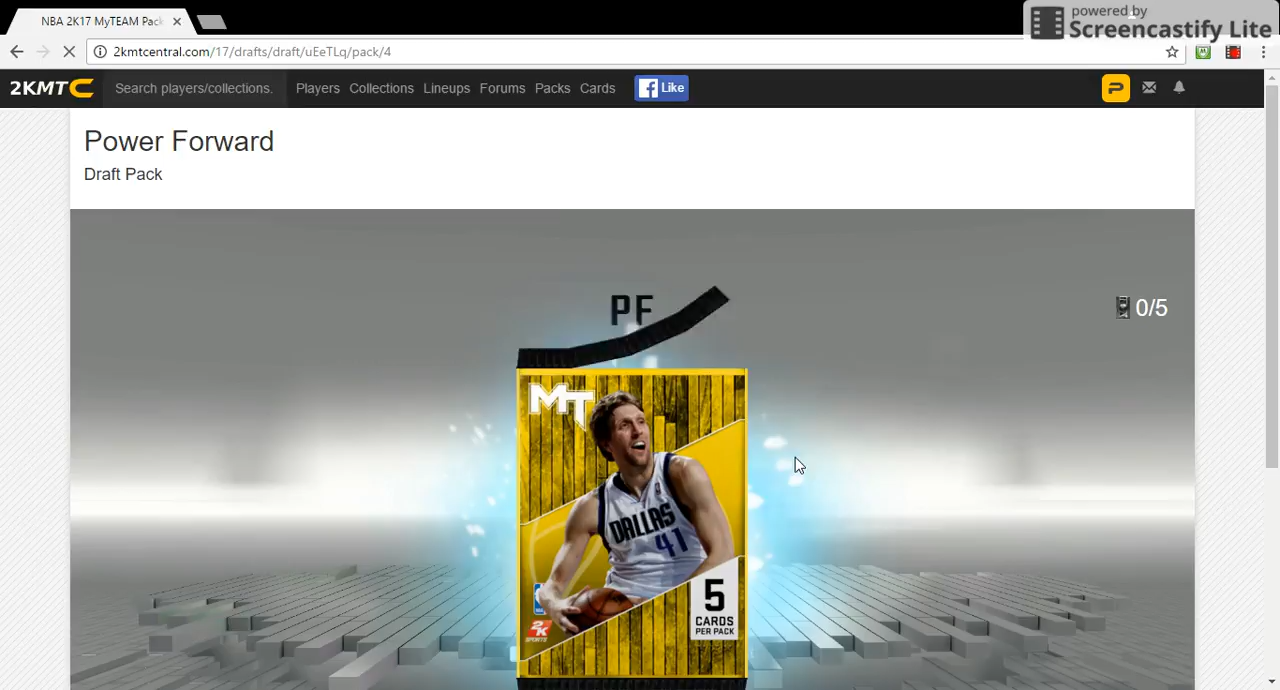 NBA 2K17 MyTEAM Pack
powered by
Screencastify Lite
2kmtcentral.com/17/drafts/draft/uEeTLq/pack/4
2KMTC
Search players/collections.
Players
Collections
Lineups
Forums
Packs
Cards
Like
Power Forward
Draft Pack
PF
0/5
MT
DALLAS
41
5
CARDS
PER PACK
2K
SPORTS